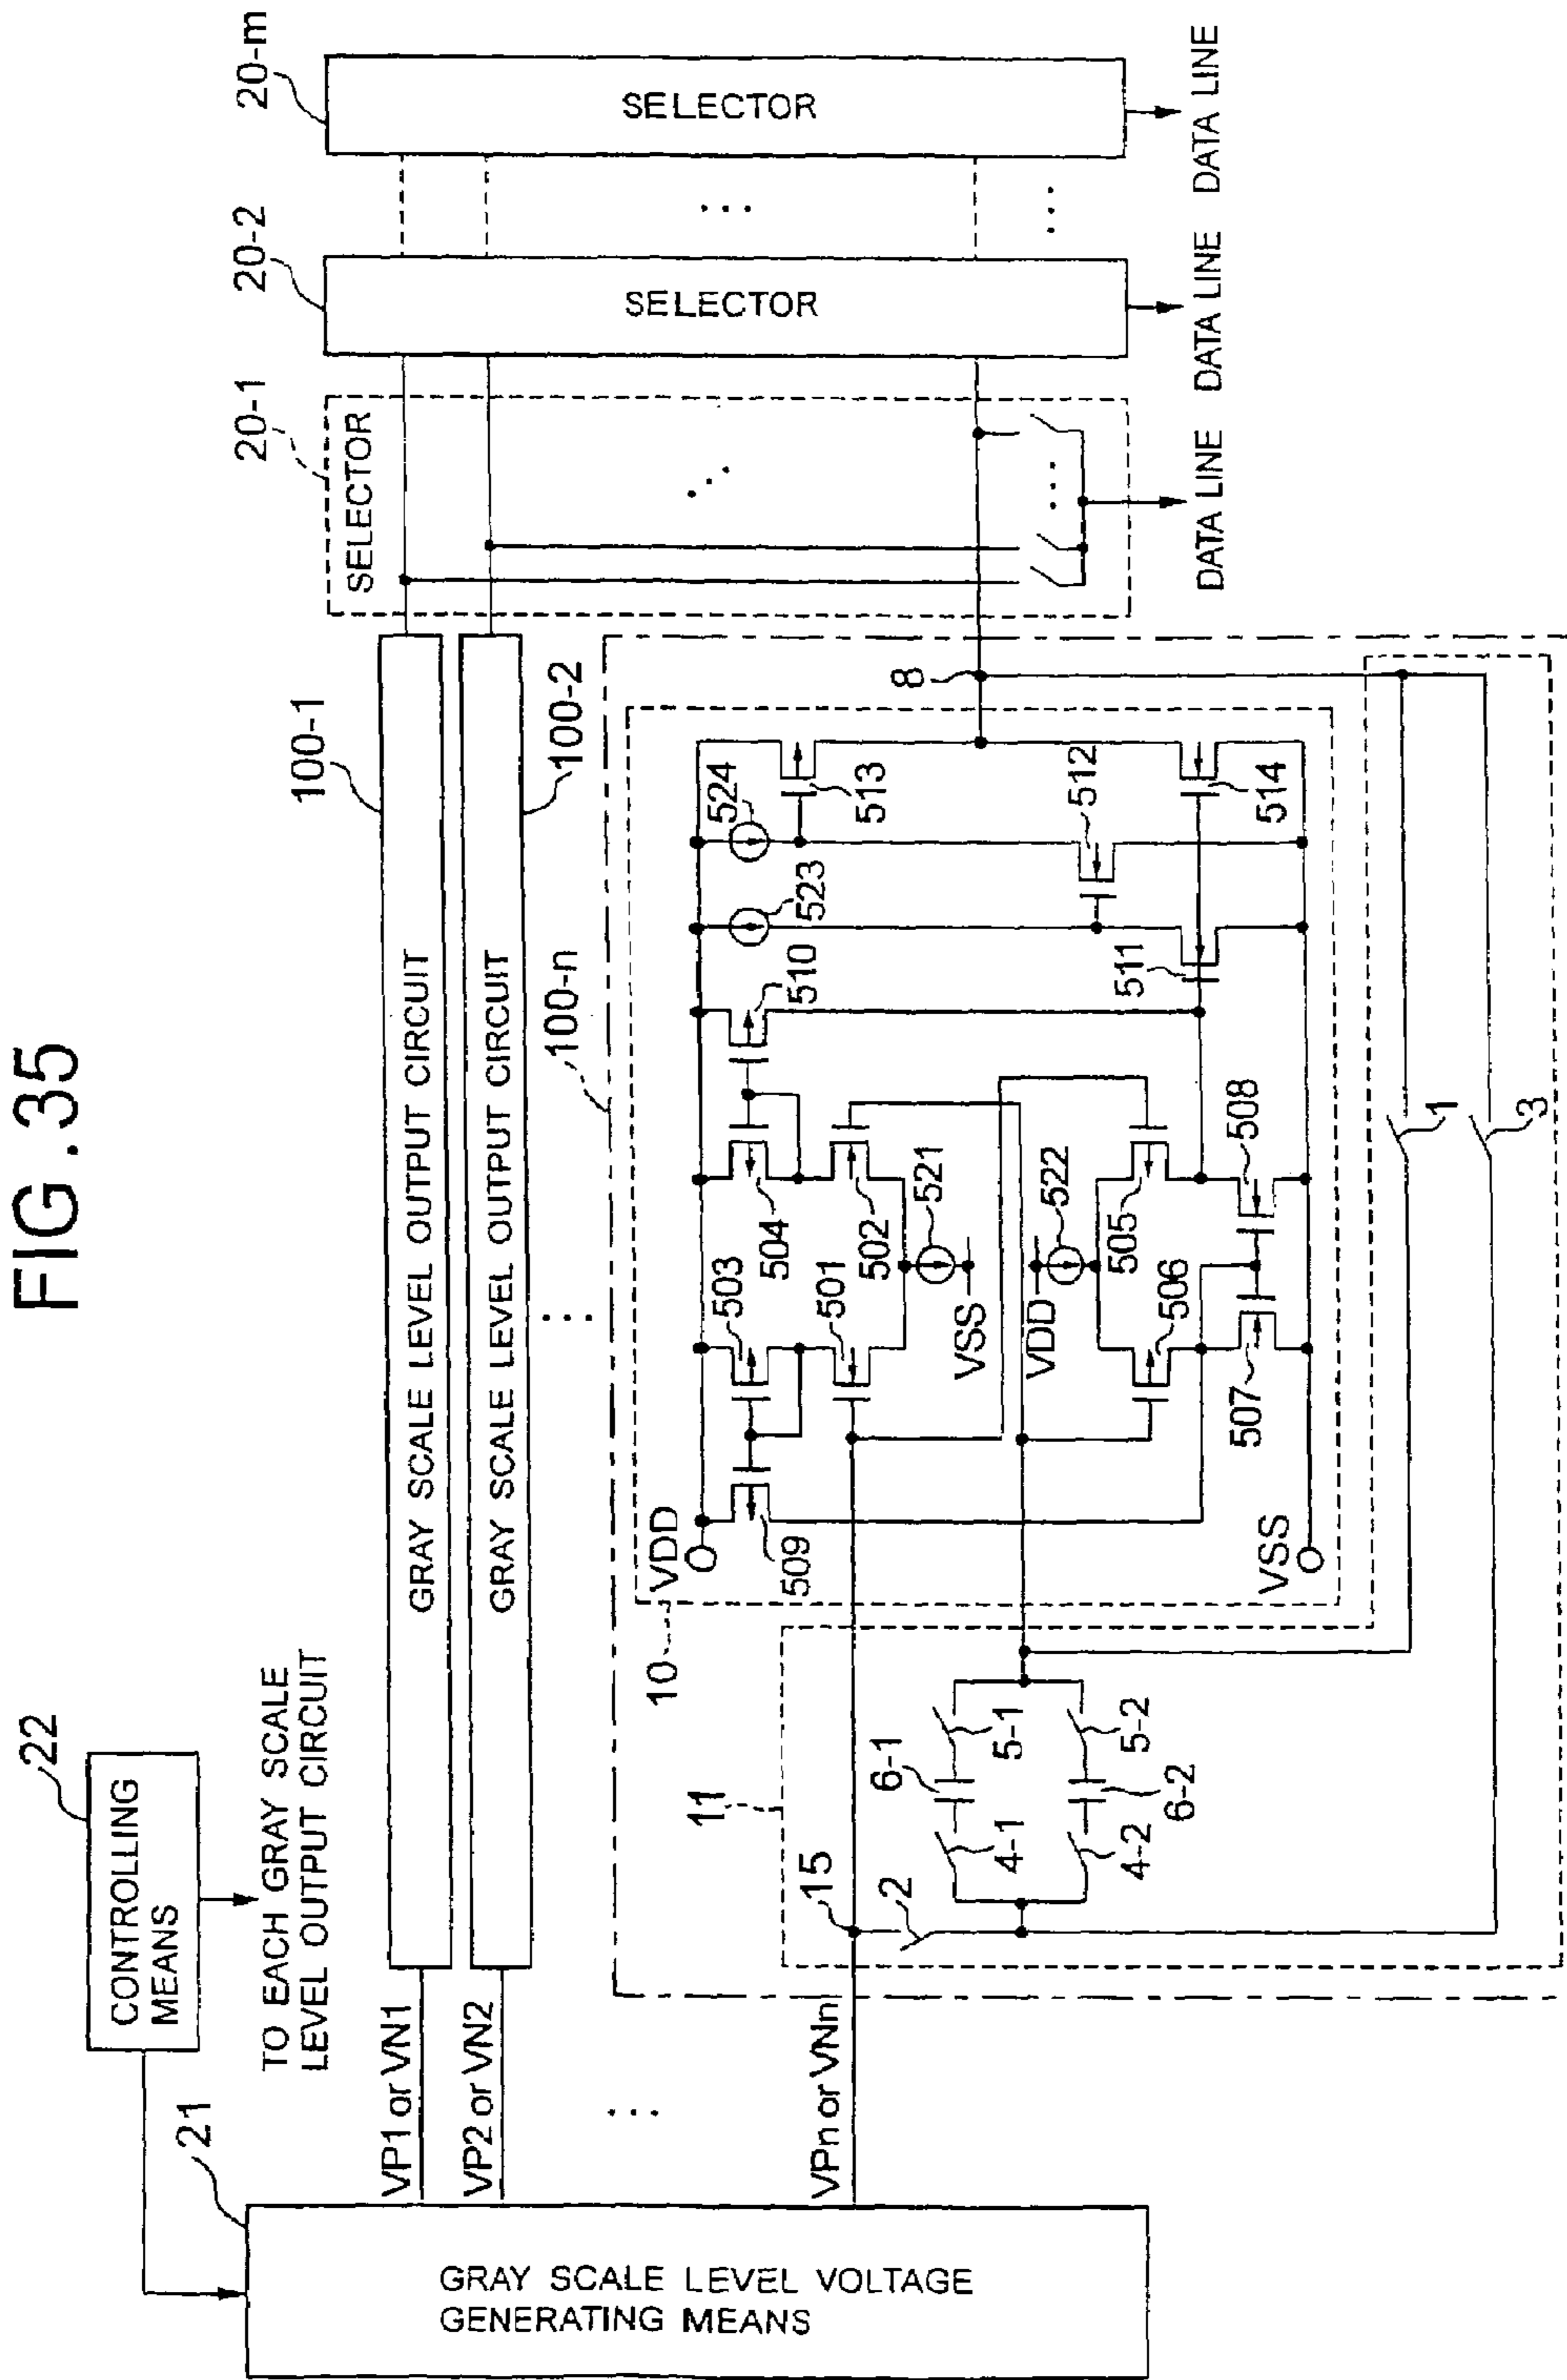 FIG.35
CONTROLLING
MEANS
22
TO EACH GRAY SCALE
LEVEL OUTPUT CIRCUIT
21
GRAY SCALE LEVEL VOLTAGE
GENERATING MEANS
VP1 or VN1
VP2 or VN2
...
VPn or VNn
GRAY SCALE LEVEL OUTPUT CIRCUIT
100-1
GRAY SCALE LEVEL OUTPUT CIRCUIT
100-2
...
100-n
SELECTOR
20-1
SELECTOR
20-2
SELECTOR
20-m
...
...
...
...
DATA LINE
DATA LINE
DATA LINE
10
11
15
8
VDD
VSS
VSS
VDD
509
503
504
510
523
524
513
501
502
521
522
505
506
507
508
511
512
514
2
4-1
6-1
5-1
4-2
6-2
5-2
1
3